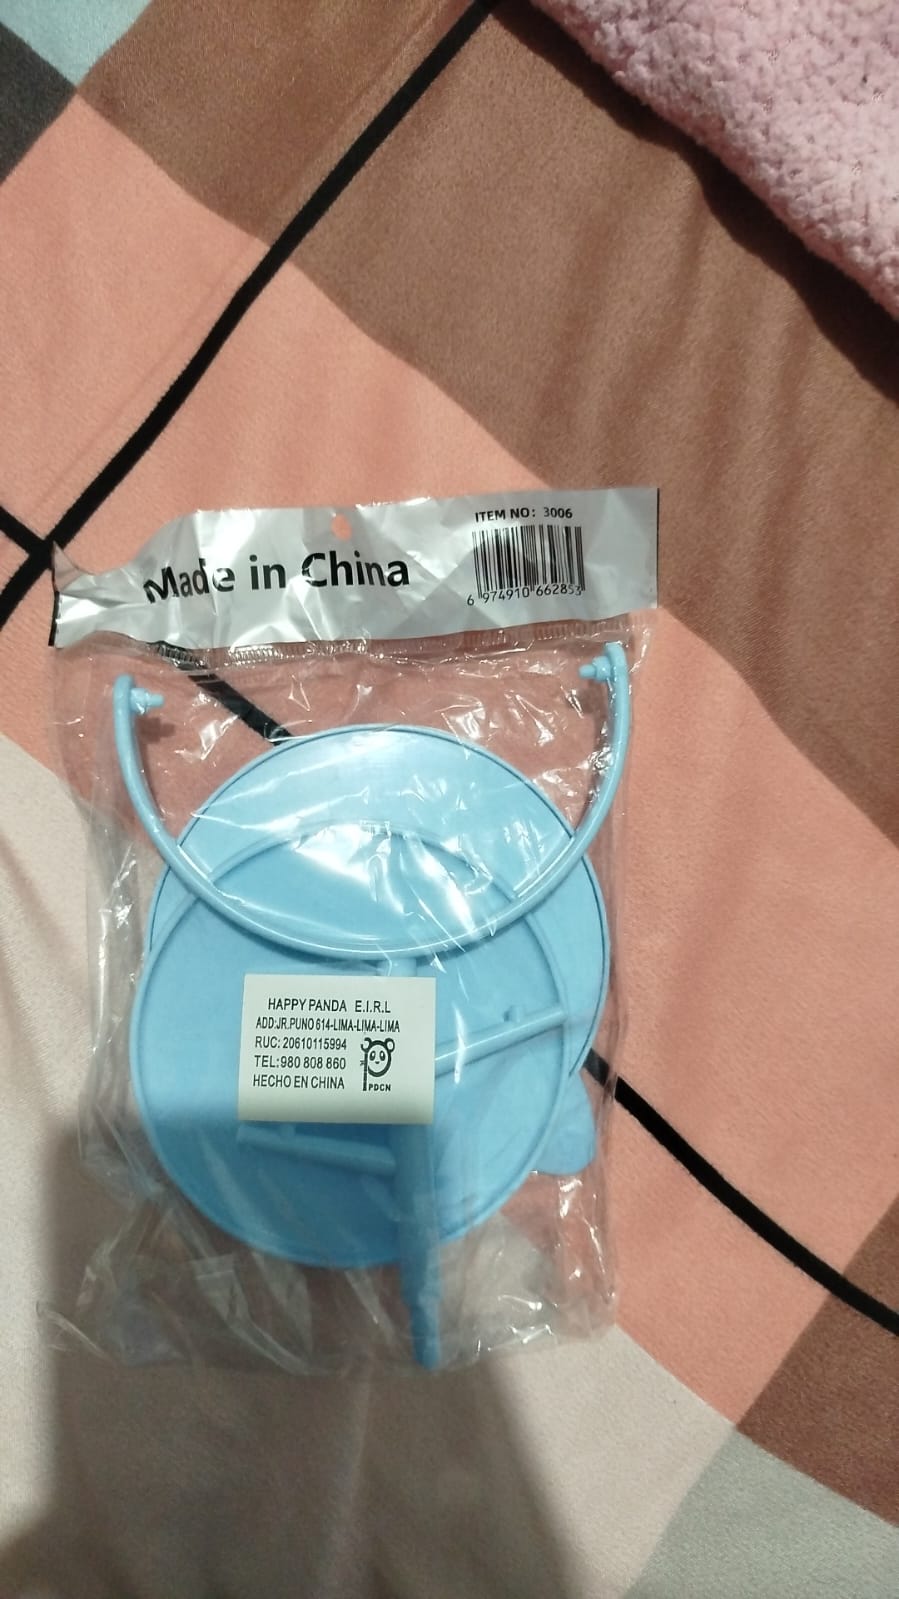 ITEM NO: 3006
Made in China
6 974910 662853
HAPPY PANDA E.I.R.L
ADD:JR.PUNO 614-LIMA-LIMA-LIMA
RUC: 20610115994
TEL:980 808 860
HECHO EN CHINA
PDCN